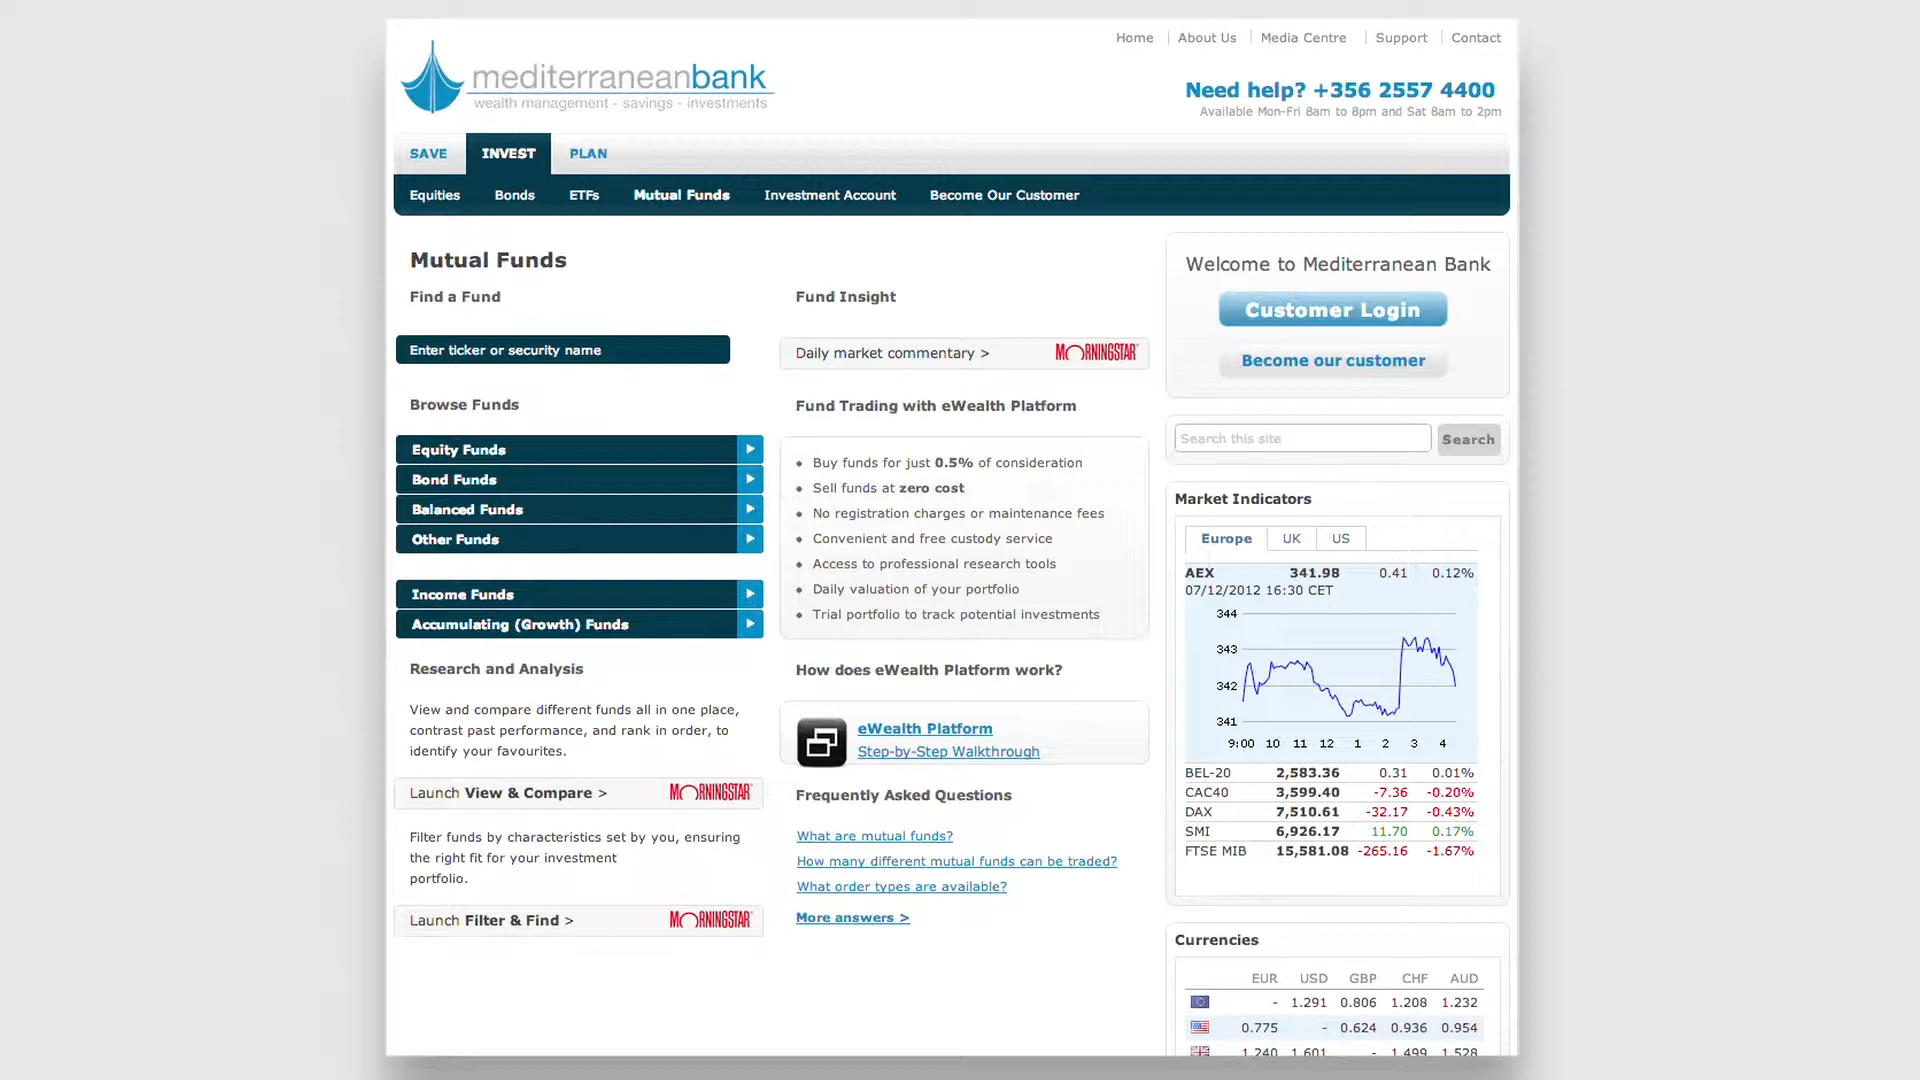 Home
About Us
Media Centre
Support
Contact
mediterraneanbank
wealth management - savings - investments
Need help? +356 2557 4400
Available Mon-Fri 8am to 8pm and Sat 8am to 2pm
SAVE
INVEST
PLAN
Equities
Bonds
ETFs
Mutual Funds
Investment Account
Become Our Customer
Mutual Funds
Find a Fund
Enter ticker or security name
Browse Funds
Equity Funds
Bond Funds
Balanced Funds
Other Funds
Income Funds
Accumulating (Growth) Funds
Research and Analysis
View and compare different funds all in one place,
contrast past performance, and rank in order, to
identify your favourites.
Launch View & Compare >
MORNINGSTAR
Filter funds by characteristics set by you, ensuring
the right fit for your investment
portfolio.
Launch Filter & Find >
MORNINGSTAR
Fund Insight
Daily market commentary >
MORNINGSTAR
Fund Trading with eWealth Platform
Buy funds for just 0.5% of consideration
Sell funds at zero cost
No registration charges or maintenance fees
Convenient and free custody service
Access to professional research tools
Daily valuation of your portfolio
Trial portfolio to track potential investments
How does eWealth Platform work?
eWealth Platform
Step-by-Step Walkthrough
Frequently Asked Questions
What are mutual funds?
How many different mutual funds can be traded?
What order types are available?
More answers >
Welcome to Mediterranean Bank
Customer Login
Become our customer
Search this site
Search
Market Indicators
Europe UK US
AEX 341.98 0.41 0.12%
07/12/2012 16:30 CET
344
343
342
341
9:00 10 11 12 1 2 3 4
BEL-20 2,583.36 0.31 0.01%
CAC40 3,599.40 -7.36 -0.20%
DAX 7,510.61 -32.17 -0.43%
SMI 6,926.17 11.70 0.17%
FTSE MIB 15,581.08 -265.16 -1.67%
Currencies
EUR USD GBP CHF AUD
- 1.291 0.806 1.208 1.232
0.775 - 0.624 0.936 0.954
1.240 1.601 - 1.499 1.528